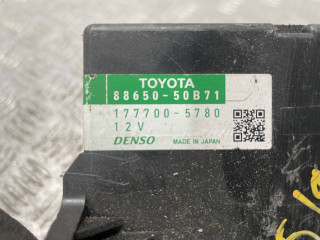 TOYOTA
88650-50B71
177700-5780
12V
DENSO MADE IN JAPAN